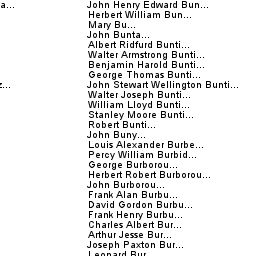 a...
John Henry Edward Bun...
Herbert William Bun...
Mary Bu...
John Bunta...
Albert Ridfurd Bunti...
Walter Armstrong Bunti...
Benjamin Harold Bunti...
George Thomas Bunti...
z...
John Stewart Wellington Bunti...
Walter Joseph Bunti...
William Lloyd Bunti...
Stanley Moore Bunti...
Robert Bunti...
John Buny...
Louis Alexander Burbe...
Percy William Burbid...
George Burborou...
Herbert Robert Burborou...
John Burborou...
Frank Alan Burbu...
David Gordon Burbu...
Frank Henry Burbu...
Charles Albert Bur...
Arthur Jesse Bur...
Joseph Paxton Bur...
Leonard Bur...